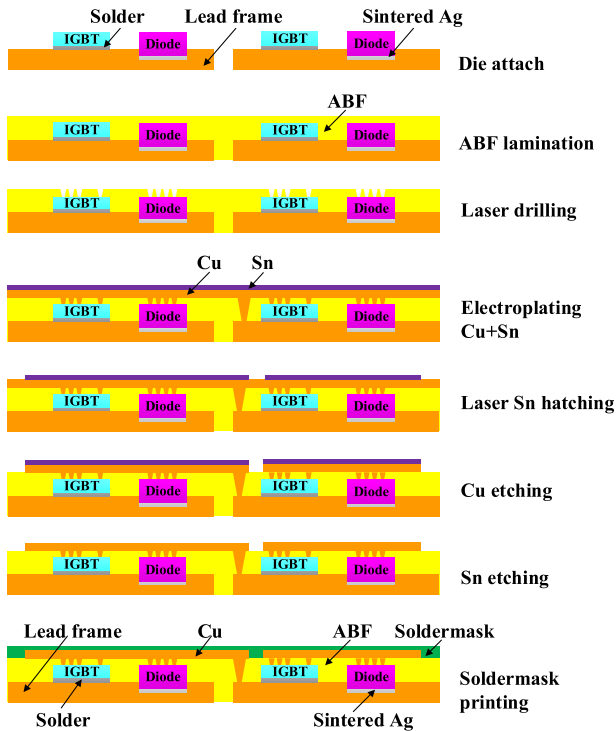 Solder Lead frame Sintered Ag
IGBT Diode IGBT Diode
Die attach
ABF
IGBT Diode IGBT Diode
ABF lamination
IGBT Diode IGBT Diode
Laser drilling
Cu Sn
IGBT Diode IGBT Diode
Electroplating
Cu+Sn
IGBT Diode IGBT Diode
Laser Sn hatching
IGBT Diode IGBT Diode
Cu etching
IGBT Diode IGBT Diode
Sn etching
Lead frame Cu ABF Soldermask
IGBT Diode IGBT Diode
Soldermask
printing
Solder Sintered Ag